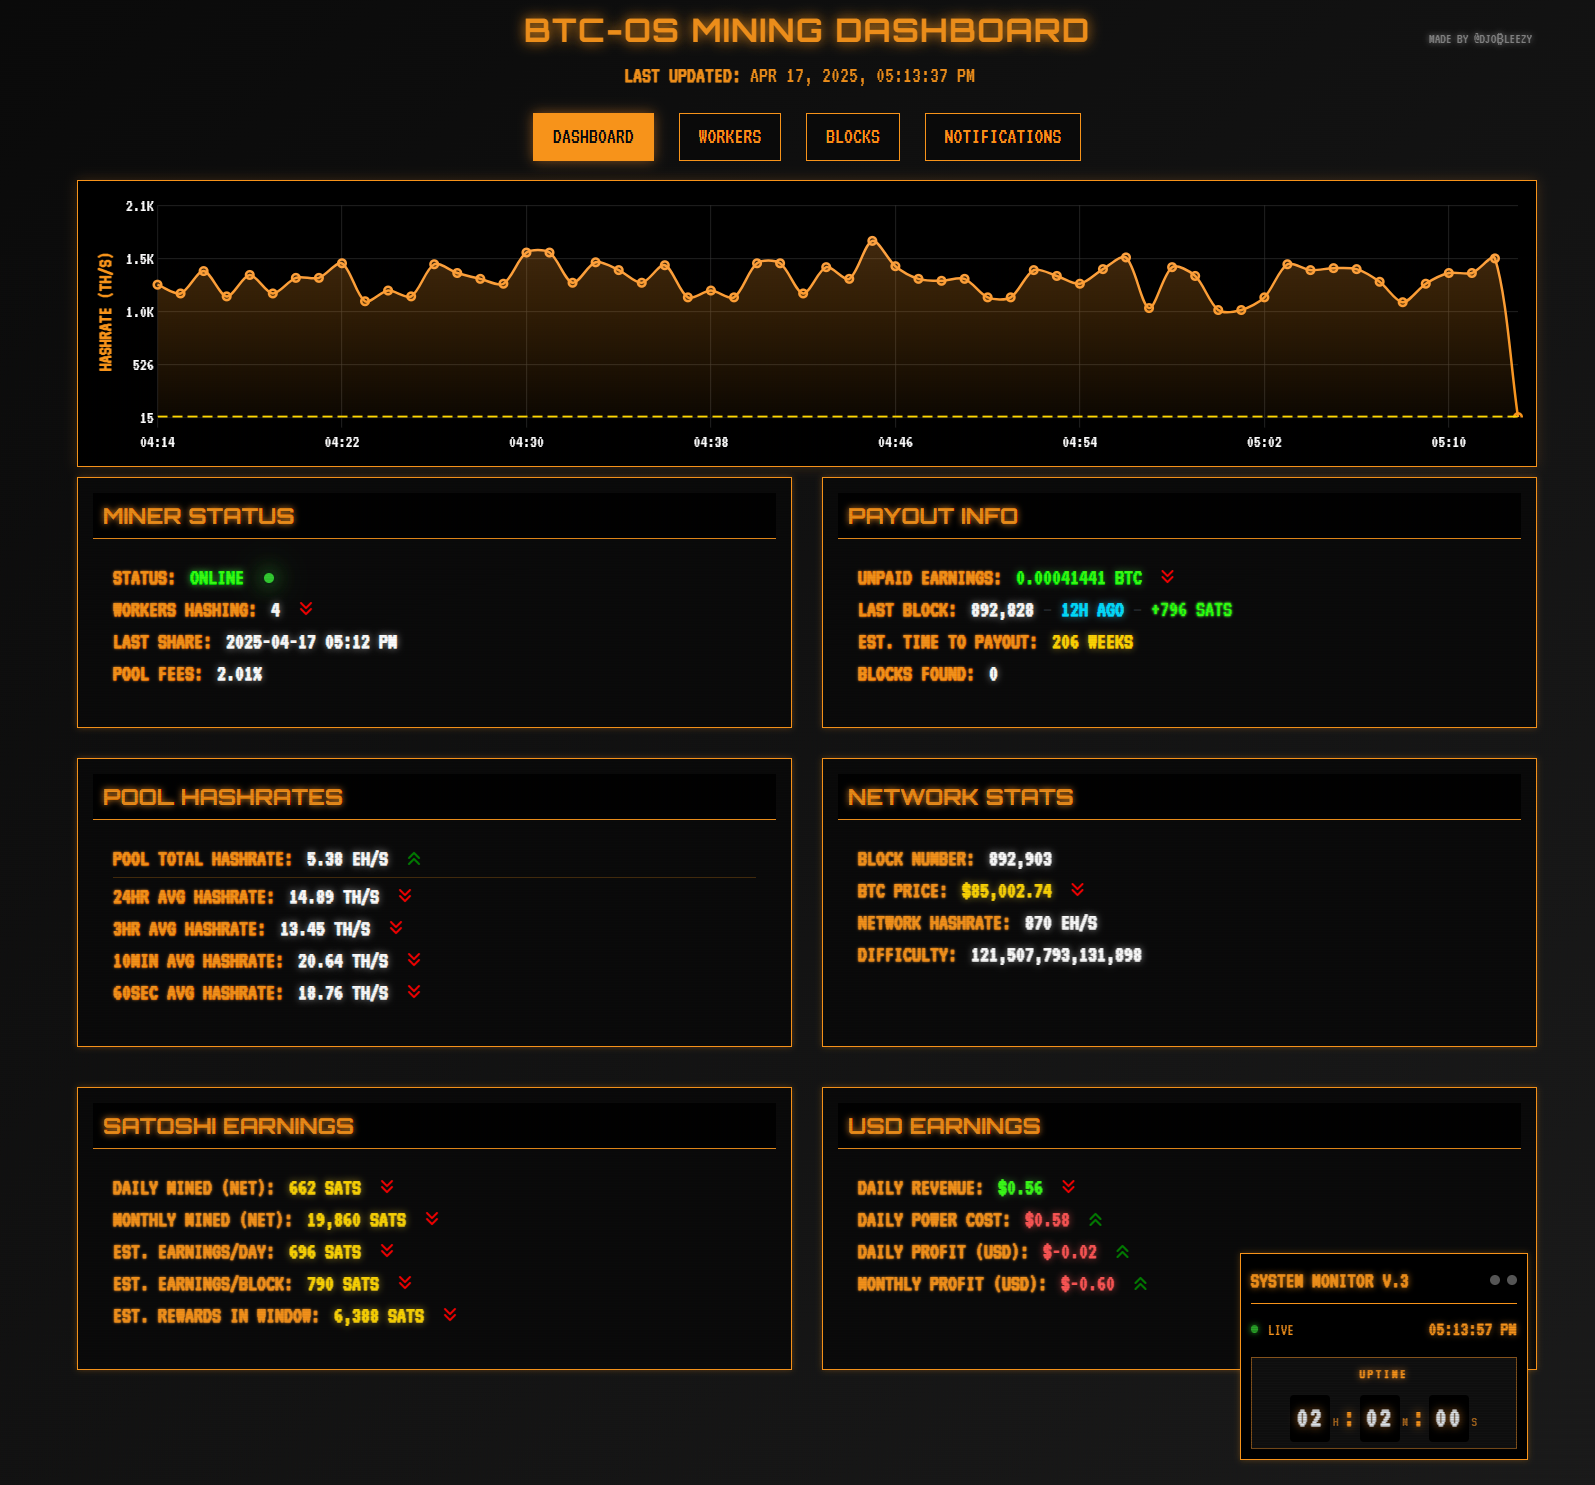 BTC-OS MINING DASHBOARD
MADE BY @DJO₿LEEZY
LAST UPDATED: APR 17, 2025, 05:13:37 PM
DASHBOARD
WORKERS
BLOCKS
NOTIFICATIONS
HASHRATE (TH/S)
2.1K
1.5K
1.0K
526
15
04:14 04:22 04:30 04:38 04:46 04:54 05:02 05:10
MINER STATUS
STATUS: ONLINE
WORKERS HASHING: 4
LAST SHARE: 2025-04-17 05:12 PM
POOL FEES: 2.01%
PAYOUT INFO
UNPAID EARNINGS: 0.00041441 BTC
LAST BLOCK: 892,828 — 12H AGO — +796 SATS
EST. TIME TO PAYOUT: 206 WEEKS
BLOCKS FOUND: 0
POOL HASHRATES
POOL TOTAL HASHRATE: 5.38 EH/S
24HR AVG HASHRATE: 14.89 TH/S
3HR AVG HASHRATE: 13.45 TH/S
10MIN AVG HASHRATE: 20.64 TH/S
60SEC AVG HASHRATE: 18.76 TH/S
NETWORK STATS
BLOCK NUMBER: 892,903
BTC PRICE: $85,002.74
NETWORK HASHRATE: 870 EH/S
DIFFICULTY: 121,507,793,131,898
SATOSHI EARNINGS
DAILY MINED (NET): 662 SATS
MONTHLY MINED (NET): 19,860 SATS
EST. EARNINGS/DAY: 696 SATS
EST. EARNINGS/BLOCK: 790 SATS
EST. REWARDS IN WINDOW: 6,388 SATS
USD EARNINGS
DAILY REVENUE: $0.56
DAILY POWER COST: $0.58
DAILY PROFIT (USD): $-0.02
MONTHLY PROFIT (USD): $-0.60
SYSTEM MONITOR V.3
LIVE 05:13:57 PM
UPTIME
02 H : 02 M : 00 S